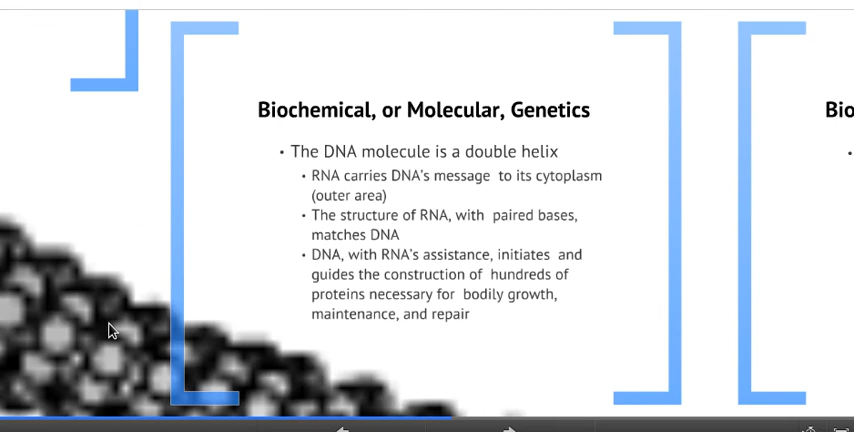 Biochemical, or Molecular, Genetics
Bio
• The DNA molecule is a double helix
•
• RNA carries DNA's message to its cytoplasm
(outer area)
• The structure of RNA, with paired bases,
matches DNA
• DNA, with RNA's assistance, initiates and
guides the construction of hundreds of
proteins necessary for bodily growth,
maintenance, and repair